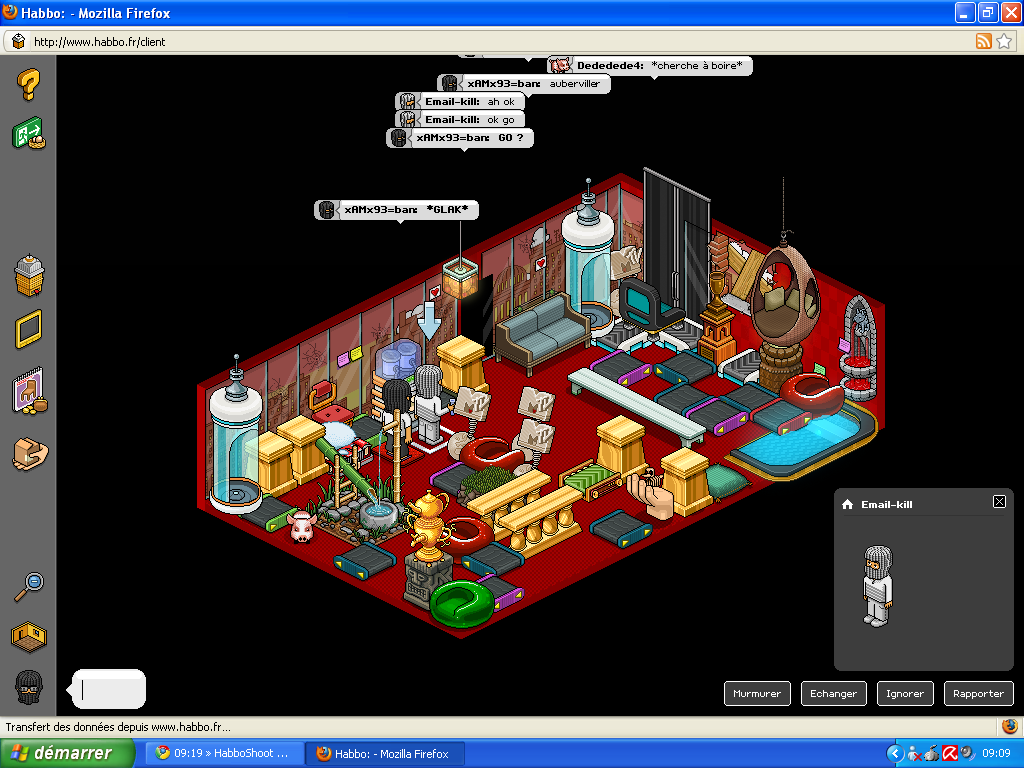 Habbo: - Mozilla Firefox
http://www.habbo.fr/client
Dededede4: *cherche à boire*
xAMx93=ban: auberviller
Email-kill: ah ok
Email-kill: ok go
xAMx93=ban: GO ?
xAMx93=ban: *GLAK*
Email-kill
Murmurer
Echanger
Ignorer
Rapporter
Transfert des données depuis www.habbo.fr...
démarrer
09:19 » HabboShoot ...
Habbo: - Mozilla Firefox
09:09